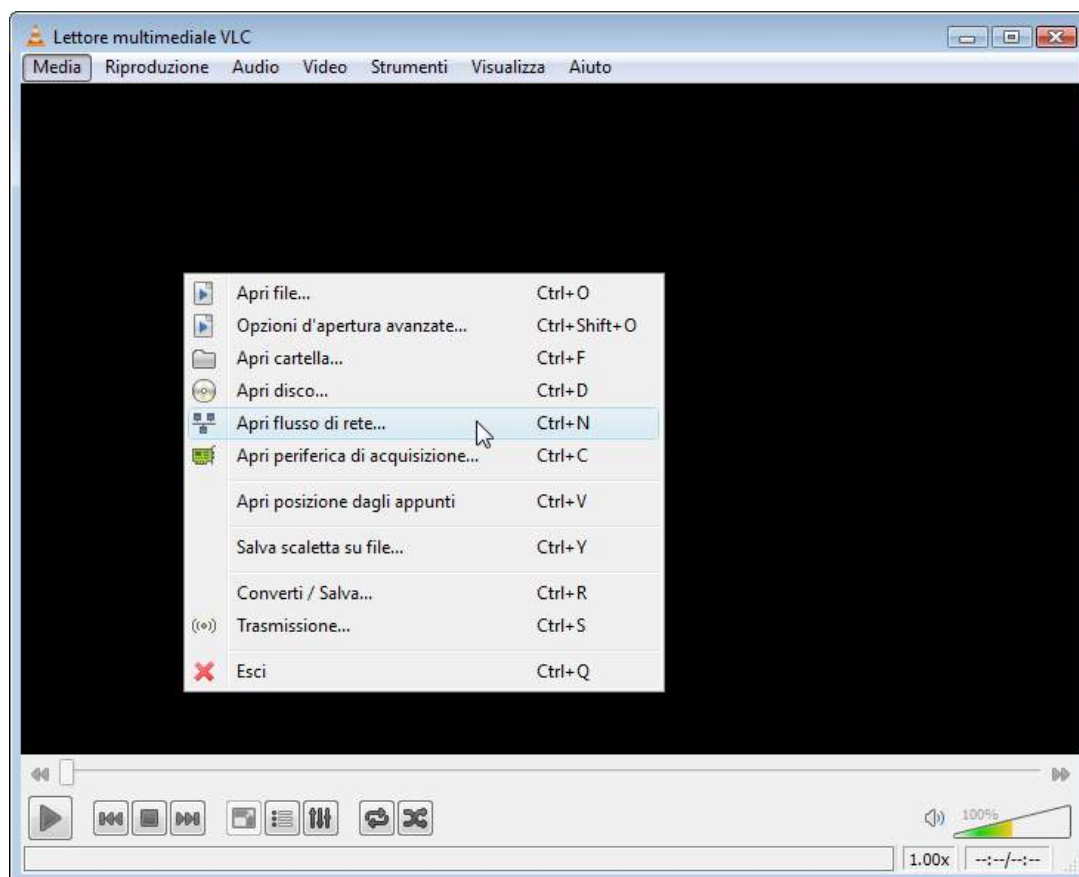 Lettore multimediale VLC
Media Riproduzione Audio Video Strumenti Visualizza Aiuto
Apri file... Ctrl+O
Opzioni d'apertura avanzate... Ctrl+Shift+O
Apri cartella... Ctrl+F
Apri disco... Ctrl+D
Apri flusso di rete... Ctrl+N
Apri periferica di acquisizione... Ctrl+C
Apri posizione dagli appunti Ctrl+V
Salva scaletta su file... Ctrl+Y
Converti / Salva... Ctrl+R
Trasmissione... Ctrl+S
Esci Ctrl+Q
100%
1.00x --:--/--:--